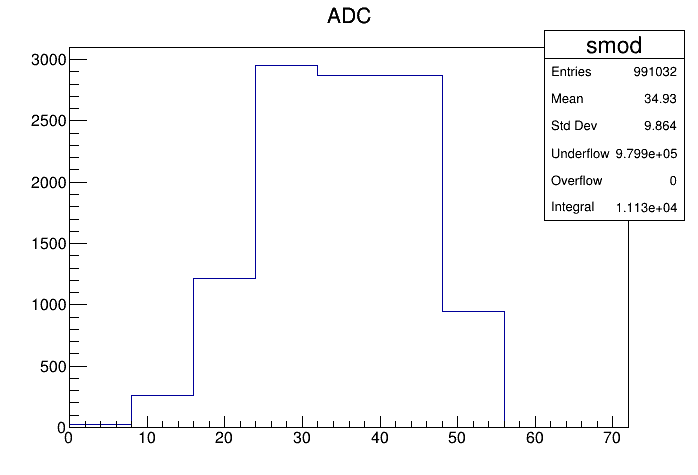 ADC
smod
Entries 991032
Mean 34.93
Std Dev 9.864
Underflow 9.799e+05
Overflow 0
Integral 1.113e+04
3000
2500
2000
1500
1000
500
0
0 10 20 30 40 50 60 70